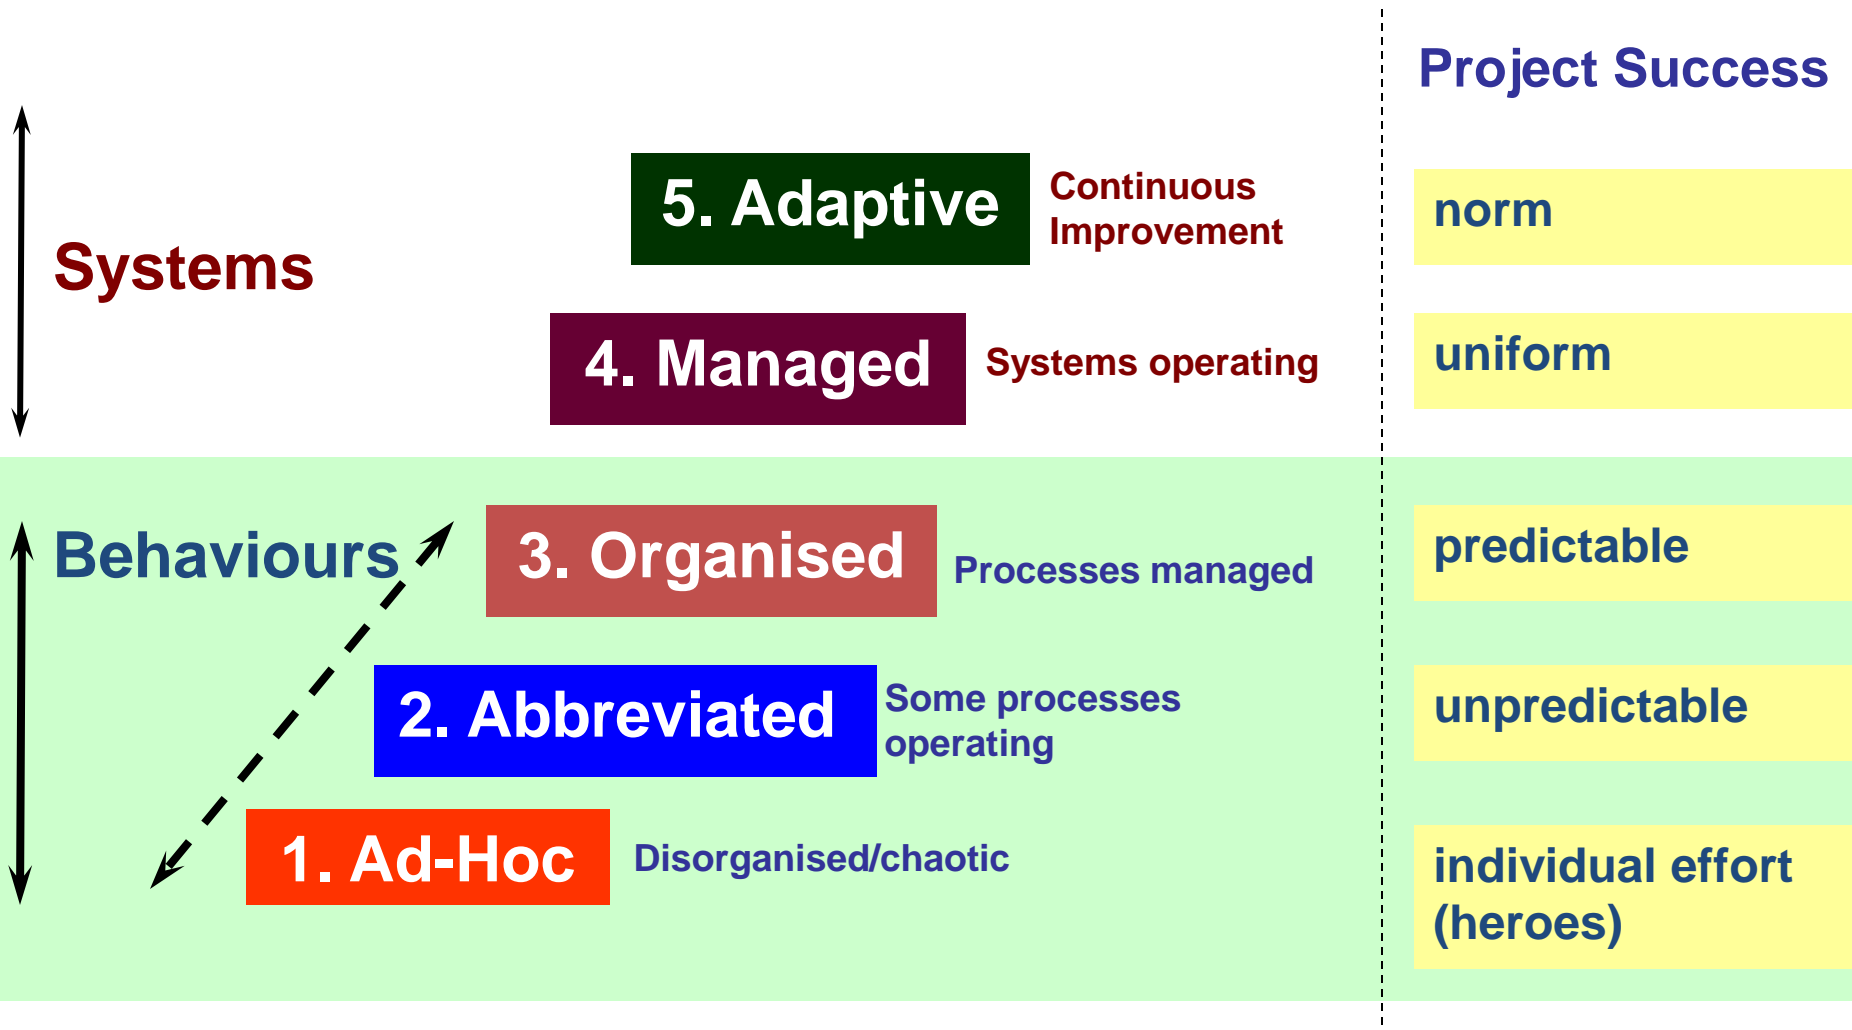 Project Success
5. Adaptive
Continuous
Improvement
norm
Systems
4. Managed
Systems operating
uniform
Behaviours
3. Organised
Processes managed
predictable
2. Abbreviated
Some processes
operating
unpredictable
1. Ad-Hoc
Disorganised/chaotic
individual effort
(heroes)